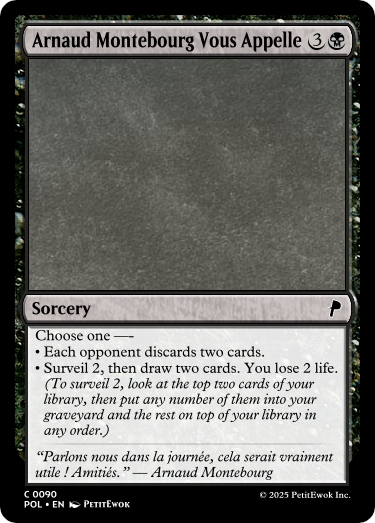 Arnaud Montebourg Vous Appelle 3
Sorcery
Choose one —-
• Each opponent discards two cards.
• Surveil 2, then draw two cards. You lose 2 life.
(To surveil 2, look at the top two cards of your
library, then put any number of them into your
graveyard and the rest on top of your library in
any order.)
“Parlons nous dans la journée, cela serait vraiment
utile ! Amitiés.” — Arnaud Montebourg
C 0090
POL • EN PetitEwok
© 2025 PetitEwok Inc.